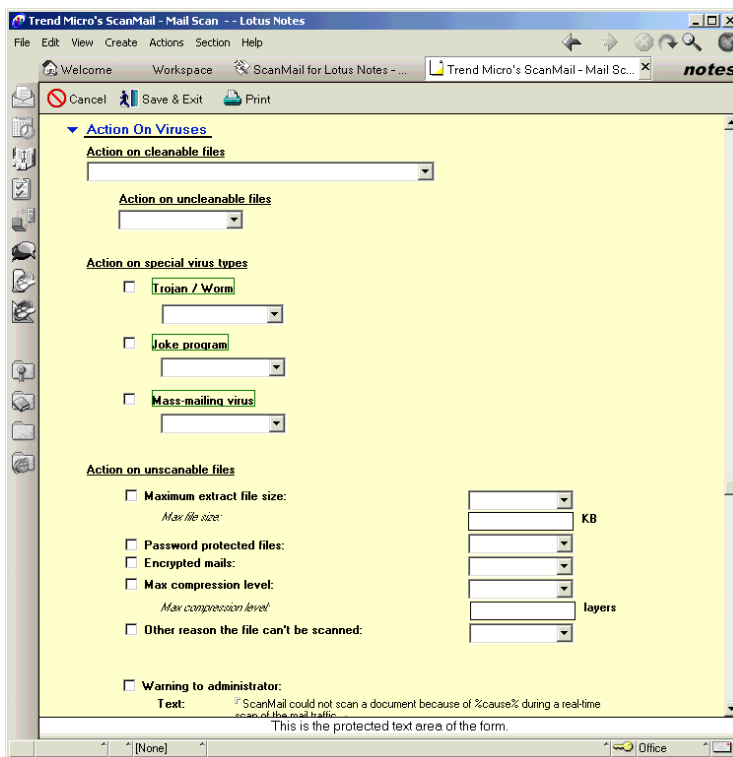 Trend Micro's ScanMail - Mail Scan - - Lotus Notes
File Edit View Create Actions Section Help
Welcome Workspace ScanMail for Lotus Notes - ... Trend Micro's ScanMail - Mail Sc... notes
Cancel Save & Exit Print
Action On Viruses
Action on cleanable files
Action on uncleanable files
Action on special virus types
Trojan / Worm
Joke program
Mass-mailing virus
Action on unscanable files
Maximum extract file size:
Max file size: KB
Password protected files:
Encrypted mails:
Max compression level:
Max compression level: layers
Other reason the file can't be scanned:
Warning to administrator:
Text: ScanMail could not scan a document because of %cause% during a real-time
scan of the mail traffic
This is the protected text area of the form.
[None] Office